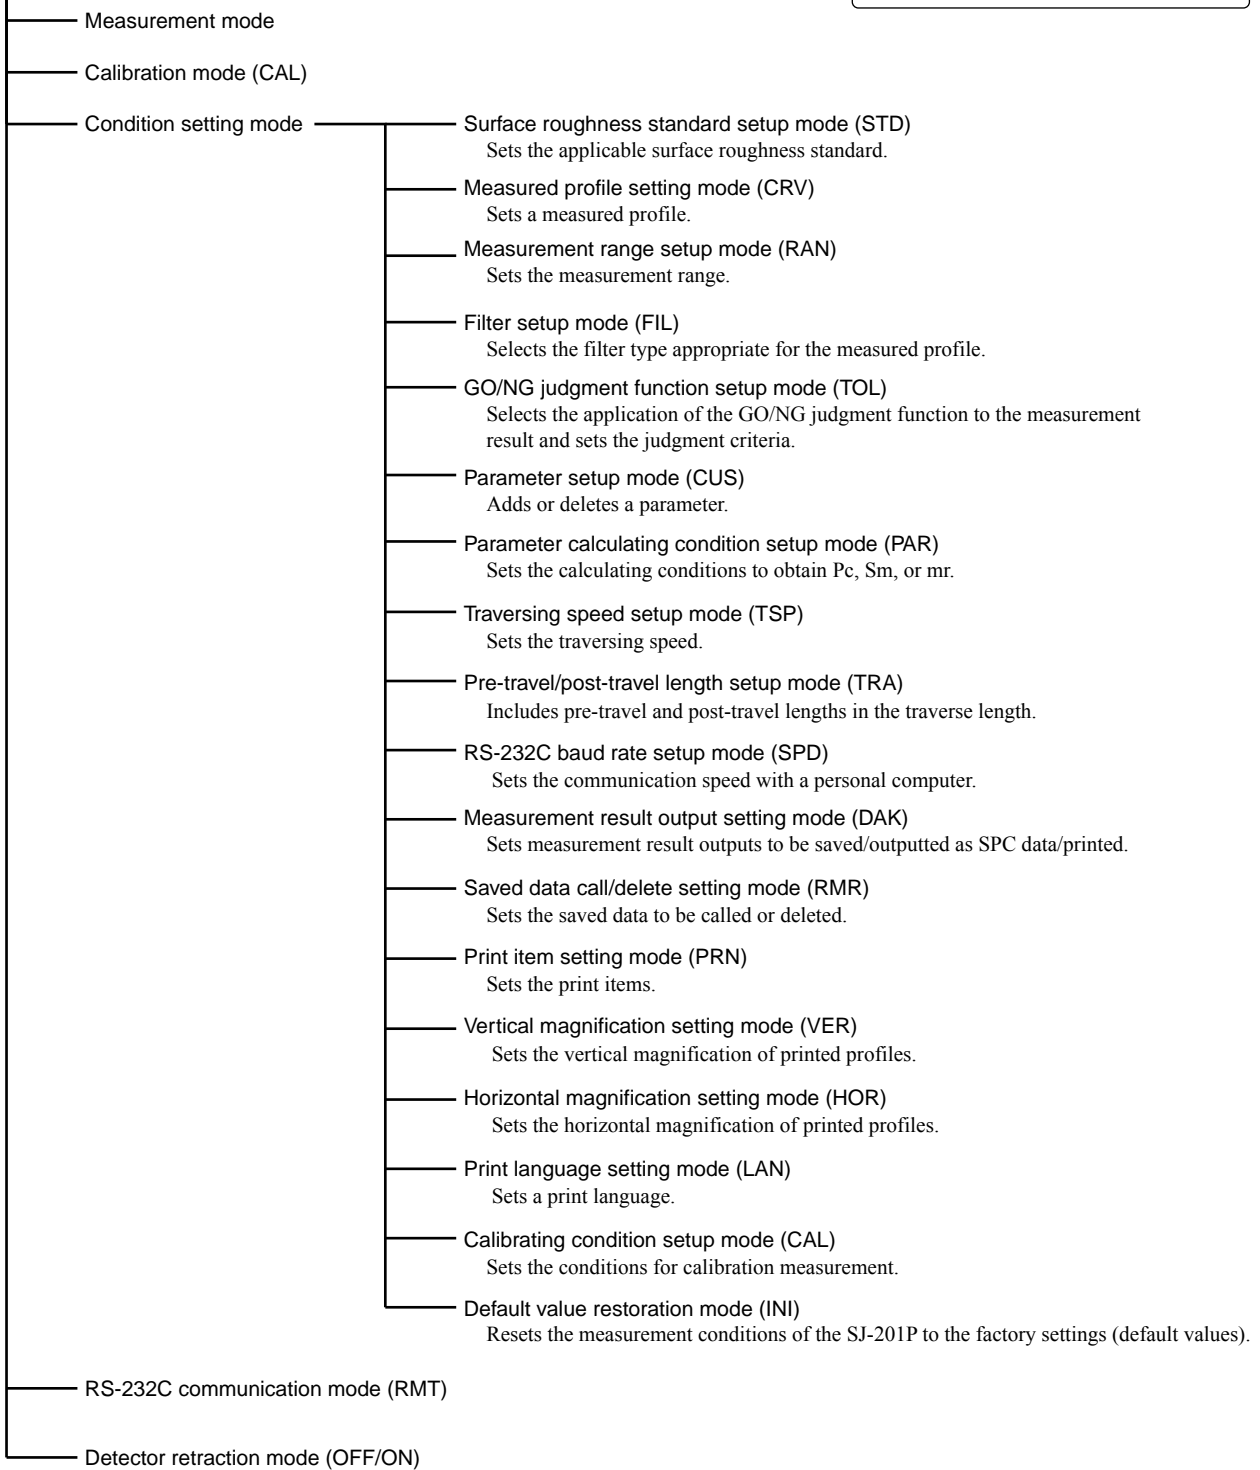 Measurement mode
Calibration mode (CAL)
Condition setting mode
Surface roughness standard setup mode (STD)
Sets the applicable surface roughness standard.
Measured profile setting mode (CRV)
Sets a measured profile.
Measurement range setup mode (RAN)
Sets the measurement range.
Filter setup mode (FIL)
Selects the filter type appropriate for the measured profile.
GO/NG judgment function setup mode (TOL)
Selects the application of the GO/NG judgment function to the measurement
result and sets the judgment criteria.
Parameter setup mode (CUS)
Adds or deletes a parameter.
Parameter calculating condition setup mode (PAR)
Sets the calculating conditions to obtain Pc, Sm, or mr.
Traversing speed setup mode (TSP)
Sets the traversing speed.
Pre-travel/post-travel length setup mode (TRA)
Includes pre-travel and post-travel lengths in the traverse length.
RS-232C baud rate setup mode (SPD)
Sets the communication speed with a personal computer.
Measurement result output setting mode (DAK)
Sets measurement result outputs to be saved/outputted as SPC data/printed.
Saved data call/delete setting mode (RMR)
Sets the saved data to be called or deleted.
Print item setting mode (PRN)
Sets the print items.
Vertical magnification setting mode (VER)
Sets the vertical magnification of printed profiles.
Horizontal magnification setting mode (HOR)
Sets the horizontal magnification of printed profiles.
Print language setting mode (LAN)
Sets a print language.
Calibrating condition setup mode (CAL)
Sets the conditions for calibration measurement.
Default value restoration mode (INI)
Resets the measurement conditions of the SJ-201P to the factory settings (default values).
RS-232C communication mode (RMT)
Detector retraction mode (OFF/ON)